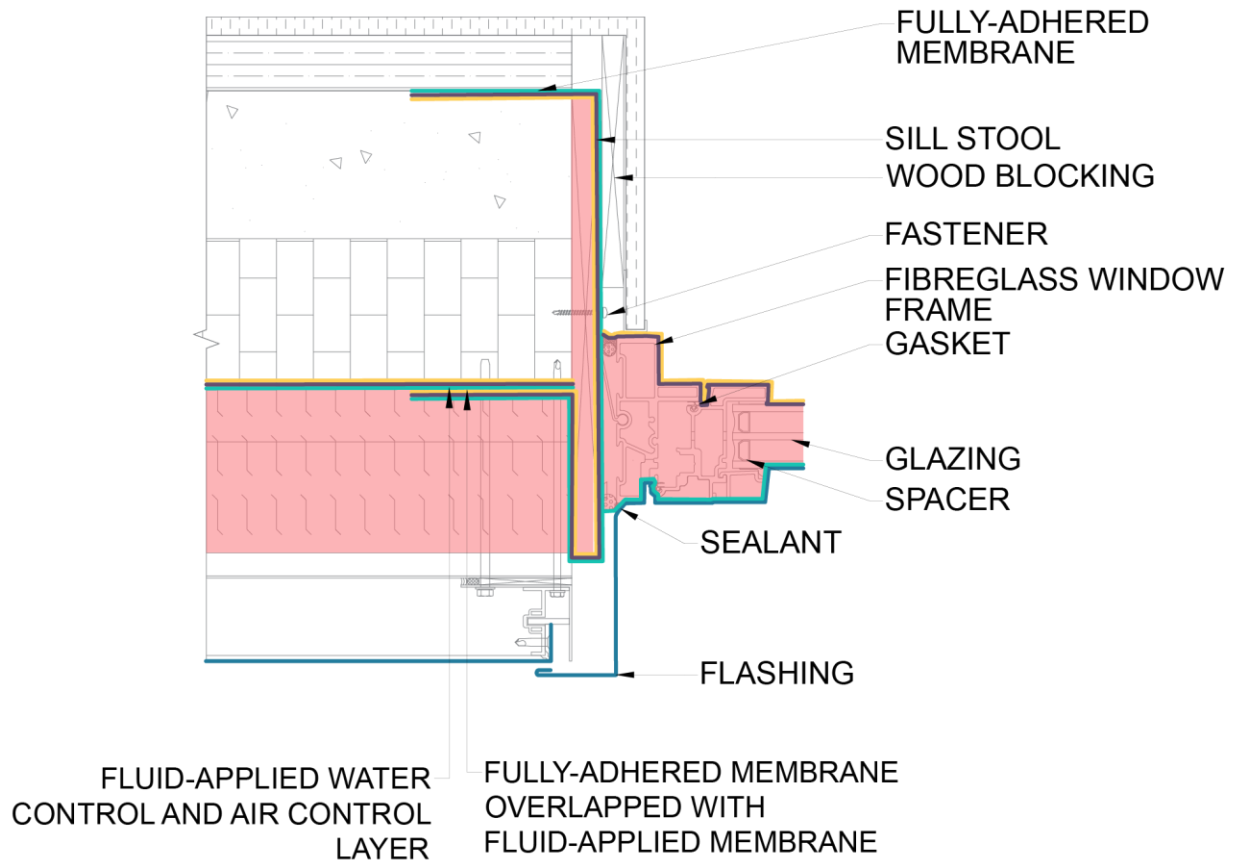 FULLY-ADHERED
MEMBRANE
SILL STOOL
WOOD BLOCKING
FASTENER
FIBREGLASS WINDOW
FRAME
GASKET
GLAZING
SPACER
SEALANT
FLASHING
FLUID-APPLIED WATER
CONTROL AND AIR CONTROL
LAYER
FULLY-ADHERED MEMBRANE
OVERLAPPED WITH
FLUID-APPLIED MEMBRANE